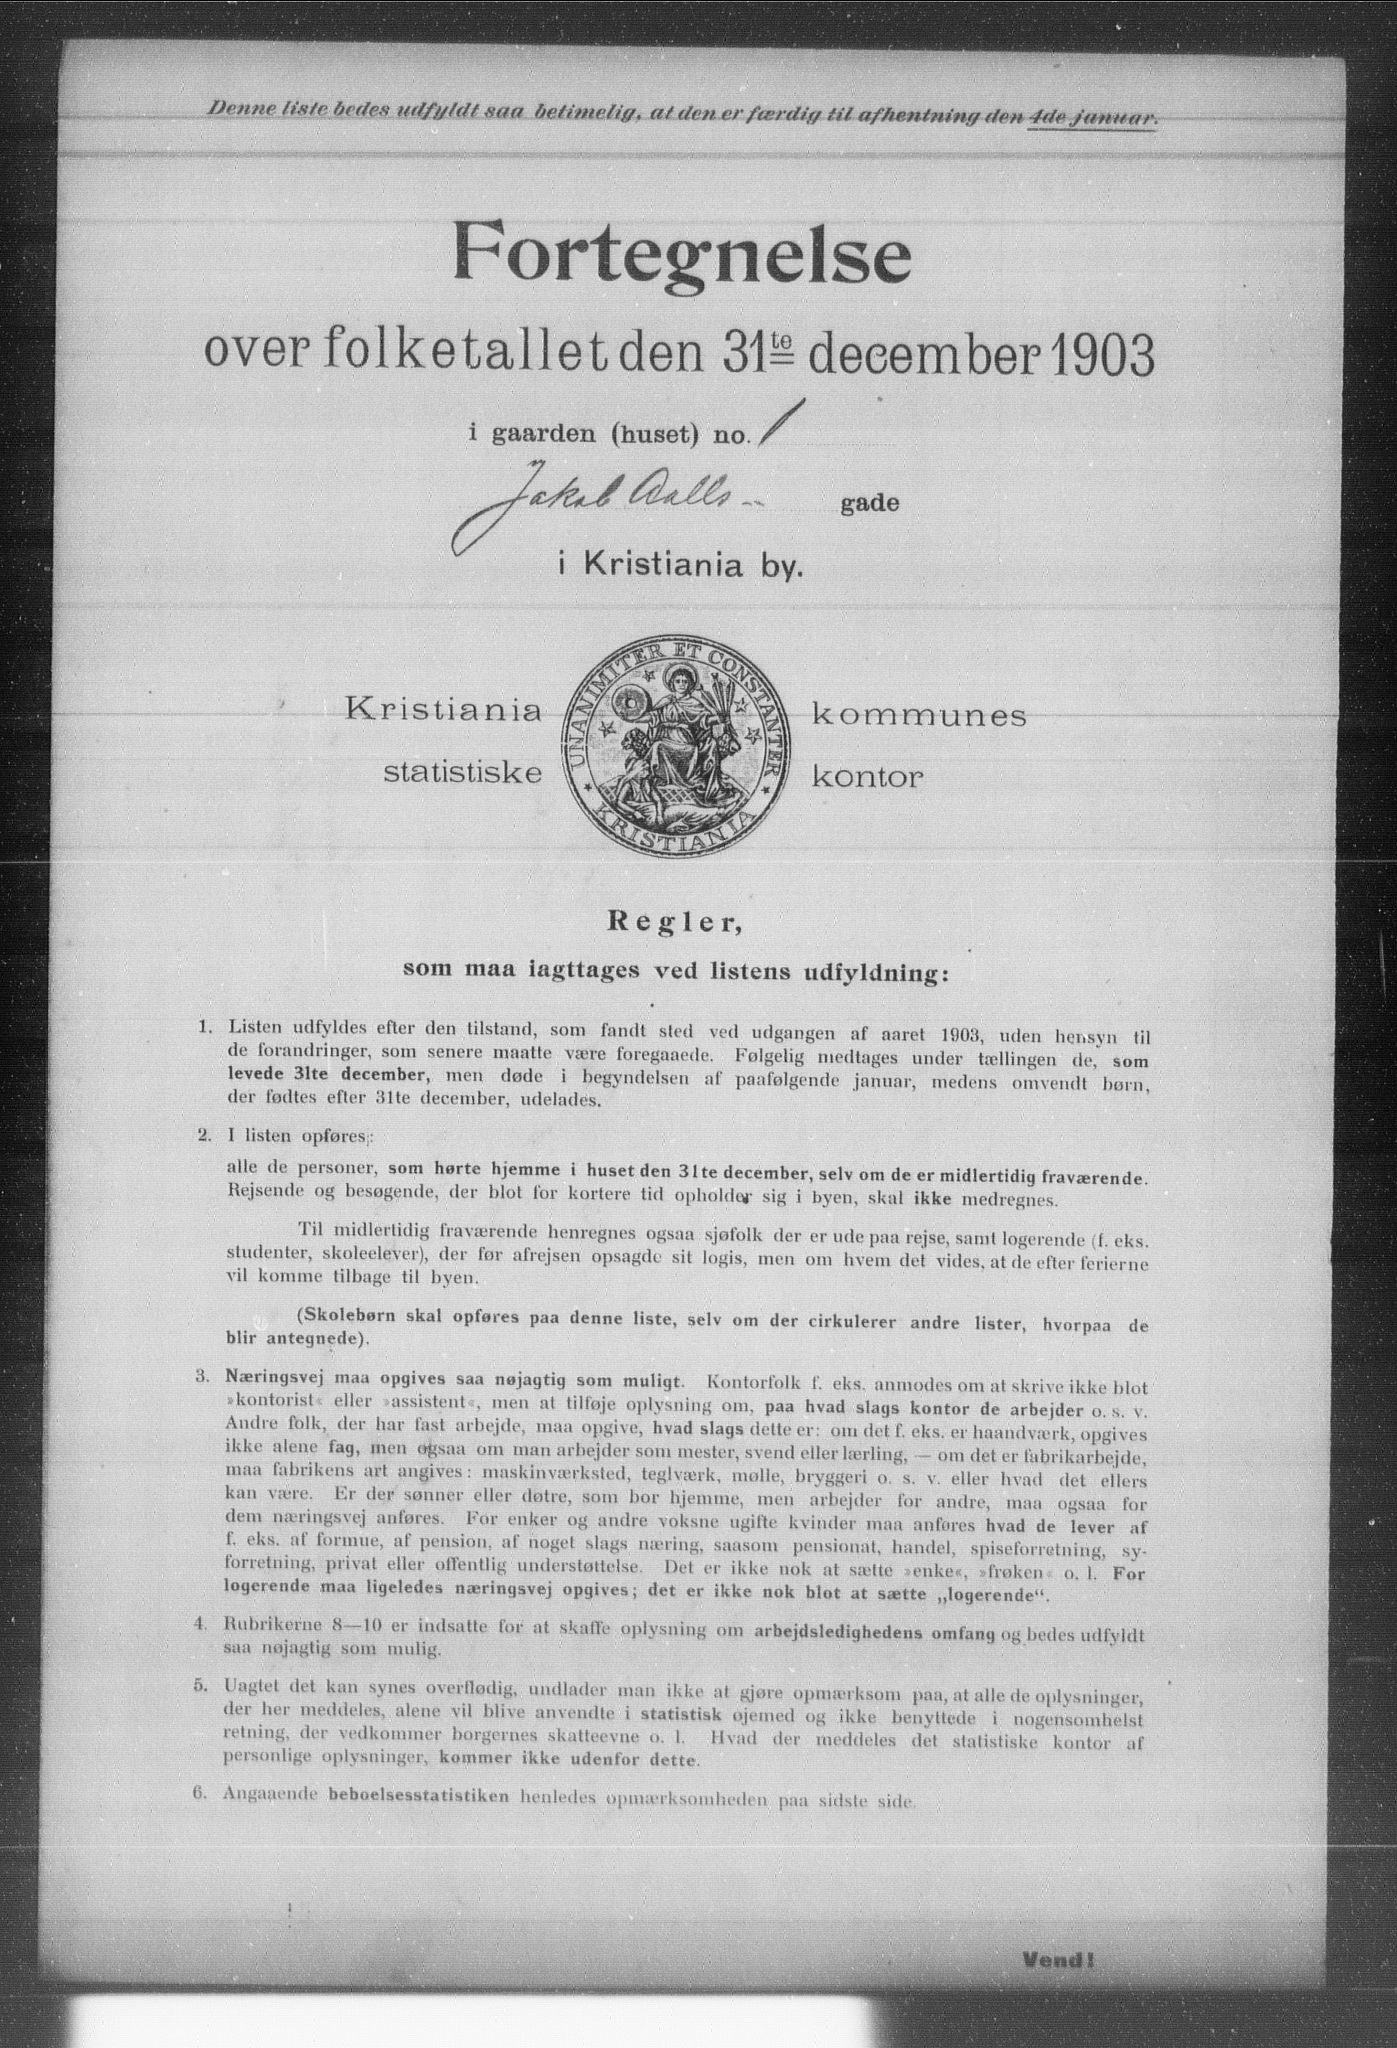 Denne liste bedes udfyldt saa betimelig, at den er færdig til afhentning den 4de januar.
Fortegnelse
over folketallet den 31te december 1903
i gaarden (huset) no. 1
Jakob Aalls gade
i Kristiania by.
UNANIMITER ET CONSTANTER
KRISTIANIA
Kristiania kommunes
statistiske kontor
Regler,
som maa iagttages ved listens udfyldning:
1. Listen udfyldes efter den tilstand, som fandt sted ved udgangen af aaret 1903, uden hensyn til
de forandringer, som senere maatte være foregaaede. Følgelig medtages under tællingen de, som
levede 31te december, men døde i begyndelsen af paafølgende januar, medens omvendt børn,
der fødtes efter 31te december, udelades.
2. I listen opføres:
alle de personer, som hørte hjemme i huset den 31te december, selv om de er midlertidig fraværende.
Rejsende og besøgende, der blot for kortere tid opholder sig i byen, skal ikke medregnes.
Til midlertidig fraværende henregnes ogsaa sjøfolk der er ude paa rejse, samt logerende (f. eks.
studenter, skoleelever), der før afrejsen opsagde sit logis, men om hvem det vides, at de efter ferierne
vil komme tilbage til byen.
(Skolebørn skal opføres paa denne liste, selv om der cirkulerer andre lister, hvorpaa de
blir antegnede).
3. Næringsvej maa opgives saa nøjagtig som muligt. Kontorfolk f. eks. anmodes om at skrive ikke blot
»kontorist« eller »assistent«, men at tilføje oplysning om, paa hvad slags kontor de arbejder o. s. v.
Andre folk, der har fast arbejde, maa opgive, hvad slags dette er: om det f. eks. er haandværk, opgives
ikke alene fag, men ogsaa om man arbejder som mester, svend eller lærling, — om det er fabrikarbejde,
maa fabrikens art angives: maskinværksted, teglværk, mølle, bryggeri o. s. v. eller hvad det ellers
kan være. Er der sønner eller døtre, som bor hjemme, men arbejder for andre, maa ogsaa for
dem næringsvej anføres. For enker og andre voksne ugifte kvinder maa anføres hvad de lever af
f. eks. af formue, af pension, af noget slags næring, saasom pensionat, handel, spiseforretning, sy-
forretning, privat eller offentlig understøttelse. Det er ikke nok at sætte »enke«, »frøken« o. l. For
logerende maa ligeledes næringsvej opgives; det er ikke nok blot at sætte „logerende“.
4. Rubrikerne 8—10 er indsatte for at skaffe oplysning om arbejdsledighedens omfang og bedes udfyldt
saa nøjagtig som mulig.
5. Uagtet det kan synes overflødig, undlader man ikke at gjøre opmærksom paa, at alle de oplysninger,
der her meddeles, alene vil blive anvendte i statistisk øjemed og ikke benyttede i nogensomhelst
retning, der vedkommer borgernes skatteevne o. l. Hvad der meddeles det statistiske kontor af
personlige oplysninger, kommer ikke udenfor dette.
6. Angaaende beboelsesstatistiken henledes opmærksomheden paa sidste side.
Vend!